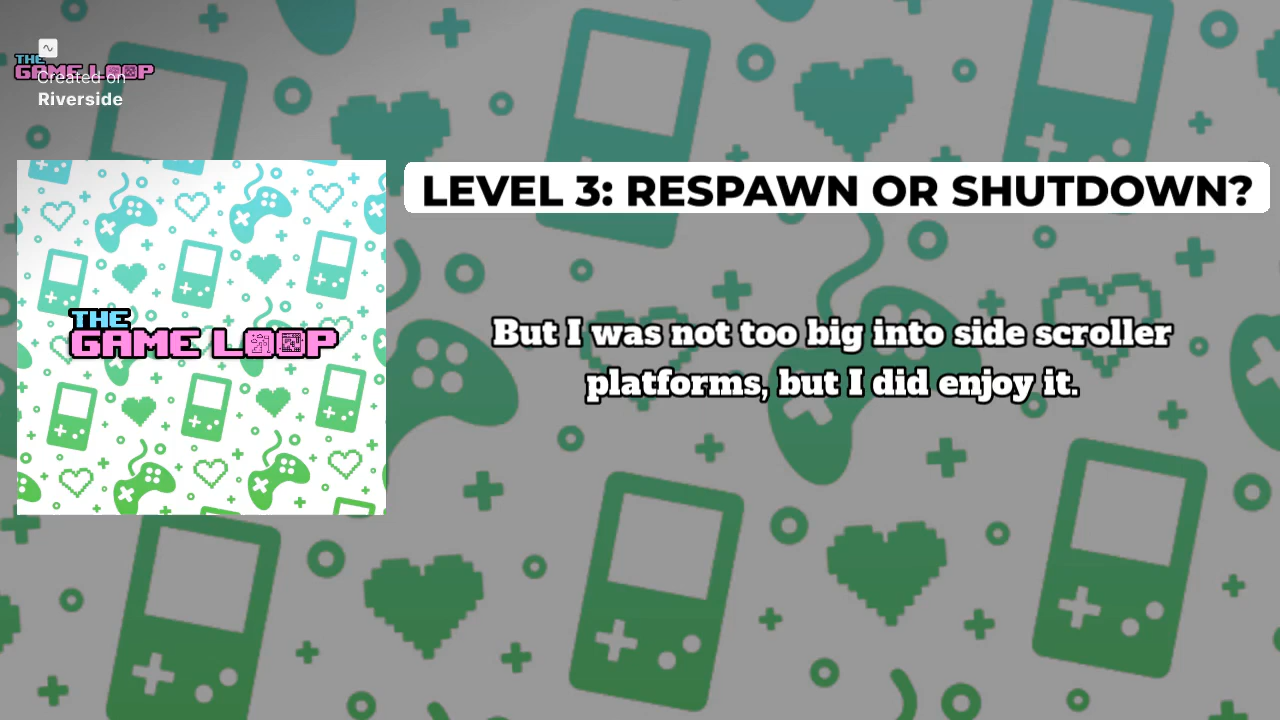 THE
GAME LOOP
Created on
Riverside
LEVEL 3: RESPAWN OR SHUTDOWN?
THE
GAME LOOP
But I was not too big into side scroller
platforms, but I did enjoy it.